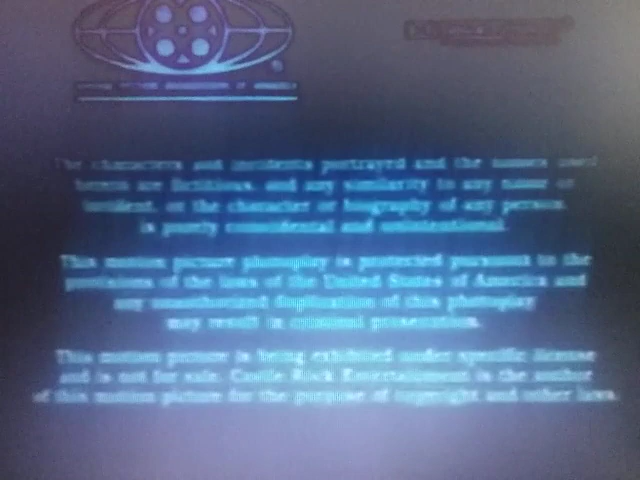 The characters and incidents portrayed and the names used
herein are fictitious, and any similarity to any name or
incident, or the character or biography of any person
is purely coincidental and unintentional.
This motion picture photoplay is protected pursuant to the
provisions of the laws of the United States of America and
any unauthorized duplication of this photoplay
may result in criminal prosecution.
This motion picture is being exhibited under specific license
and is not for sale. Castle Rock Entertainment is the author
of this motion picture for the purpose of copyright and other laws.